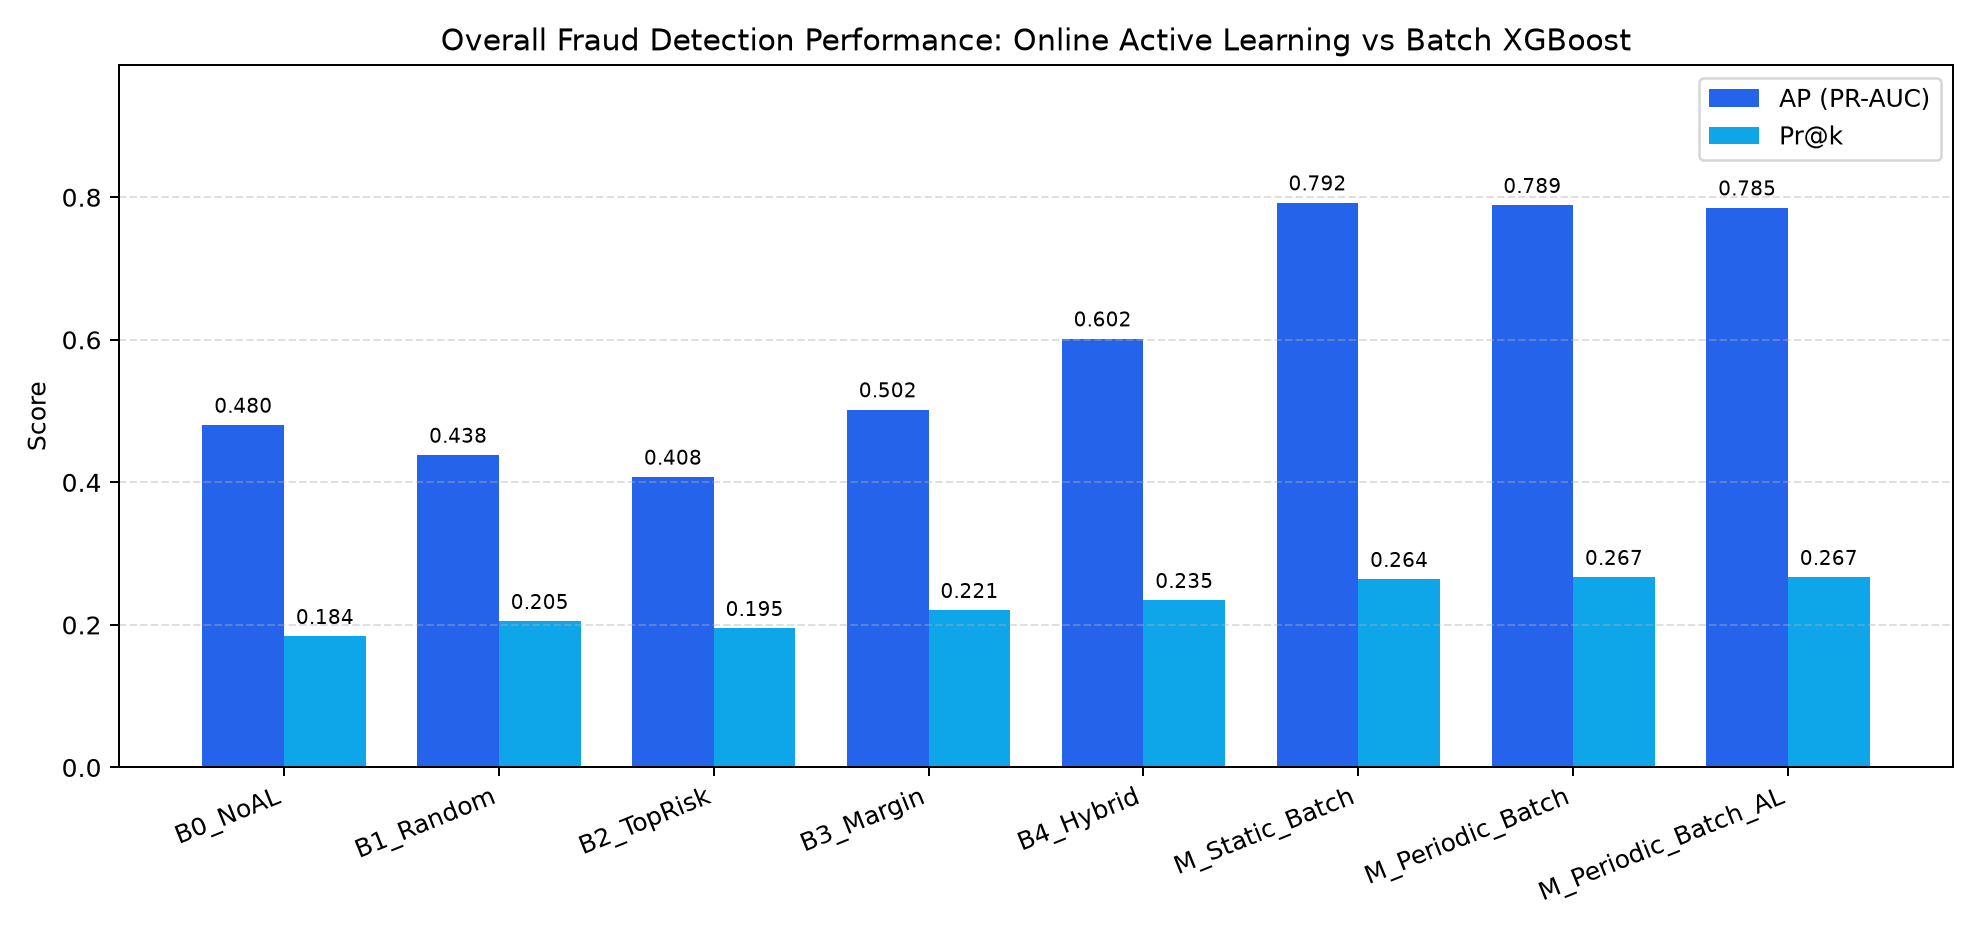 Overall Fraud Detection Performance: Online Active Learning vs Batch XGBoost
AP (PR-AUC)
Pr@k
Score
0.8
0.6
0.4
0.2
0.0
0.480
0.184
0.438
0.205
0.408
0.195
0.502
0.221
0.602
0.235
0.792
0.264
0.789
0.267
0.785
0.267
B0_NoAL
B1_Random
B2_TopRisk
B3_Margin
B4_Hybrid
M_Static_Batch
M_Periodic_Batch
M_Periodic_Batch_AL